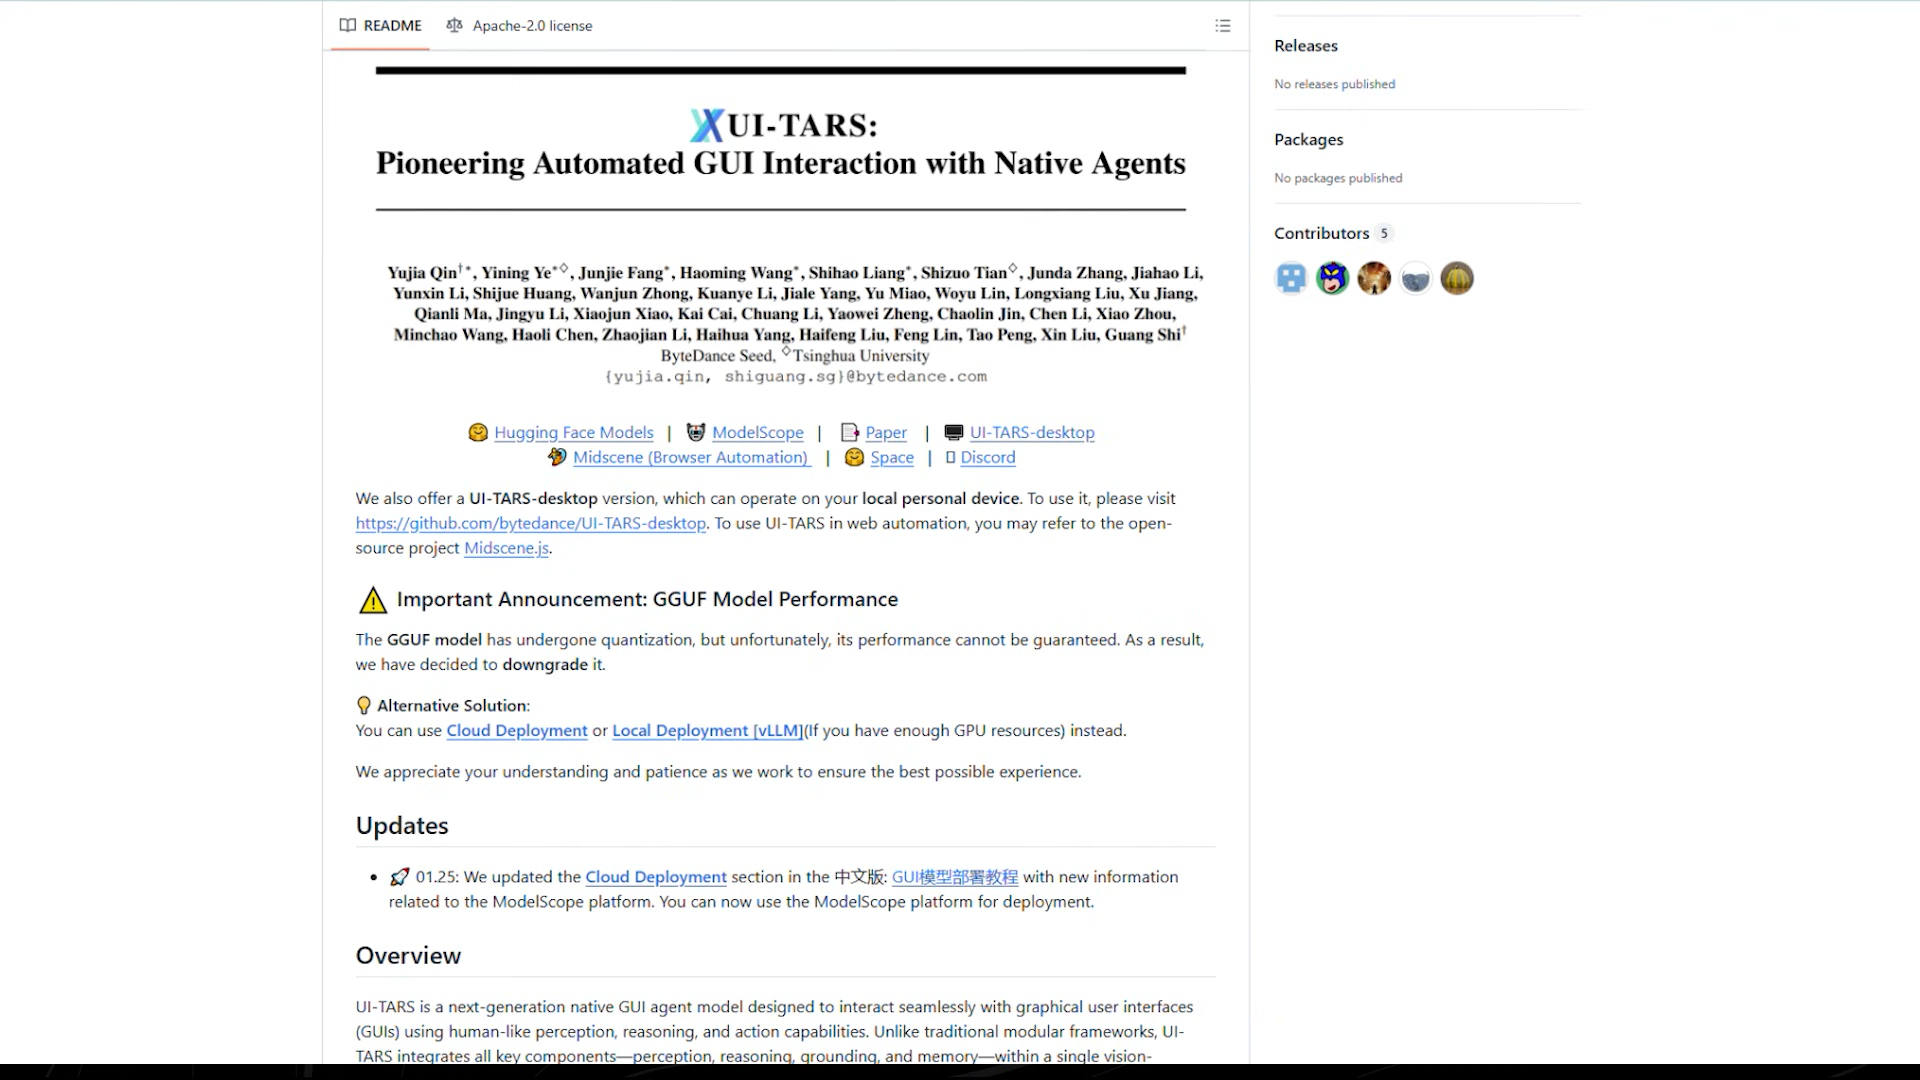 README
Apache-2.0 license
UI-TARS:
Pioneering Automated GUI Interaction with Native Agents
Yujia Qin†*, Yining Ye*◇, Junjie Fang*, Haoming Wang*, Shihao Liang*, Shizuo Tian◇, Junda Zhang, Jiahao Li,
Yunxin Li, Shijue Huang, Wanjun Zhong, Kuanye Li, Jiale Yang, Yu Miao, Woyu Lin, Longxiang Liu, Xu Jiang,
Qianli Ma, Jingyu Li, Xiaojun Xiao, Kai Cai, Chuang Li, Yaowei Zheng, Chaolin Jin, Chen Li, Xiao Zhou,
Minchao Wang, Haoli Chen, Zhaojian Li, Haihua Yang, Haifeng Liu, Feng Lin, Tao Peng, Xin Liu, Guang Shi†
ByteDance Seed, ◇Tsinghua University
{yujia.qin, shiguang.sg}@bytedance.com
Hugging Face Models | ModelScope | Paper | UI-TARS-desktop
Midscene (Browser Automation) | Space | Discord
We also offer a UI-TARS-desktop version, which can operate on your local personal device. To use it, please visit
https://github.com/bytedance/UI-TARS-desktop. To use UI-TARS in web automation, you may refer to the open-
source project Midscene.js.
Important Announcement: GGUF Model Performance
The GGUF model has undergone quantization, but unfortunately, its performance cannot be guaranteed. As a result,
we have decided to downgrade it.
Alternative Solution:
You can use Cloud Deployment or Local Deployment [vLLM](If you have enough GPU resources) instead.
We appreciate your understanding and patience as we work to ensure the best possible experience.
Updates
01.25: We updated the Cloud Deployment section in the 中文版: GUI模型部署教程 with new information
related to the ModelScope platform. You can now use the ModelScope platform for deployment.
Overview
UI-TARS is a next-generation native GUI agent model designed to interact seamlessly with graphical user interfaces
(GUIs) using human-like perception, reasoning, and action capabilities. Unlike traditional modular frameworks, UI-
TARS integrates all key components—perception, reasoning, grounding, and memory—within a single vision-
Releases
No releases published
Packages
No packages published
Contributors 5